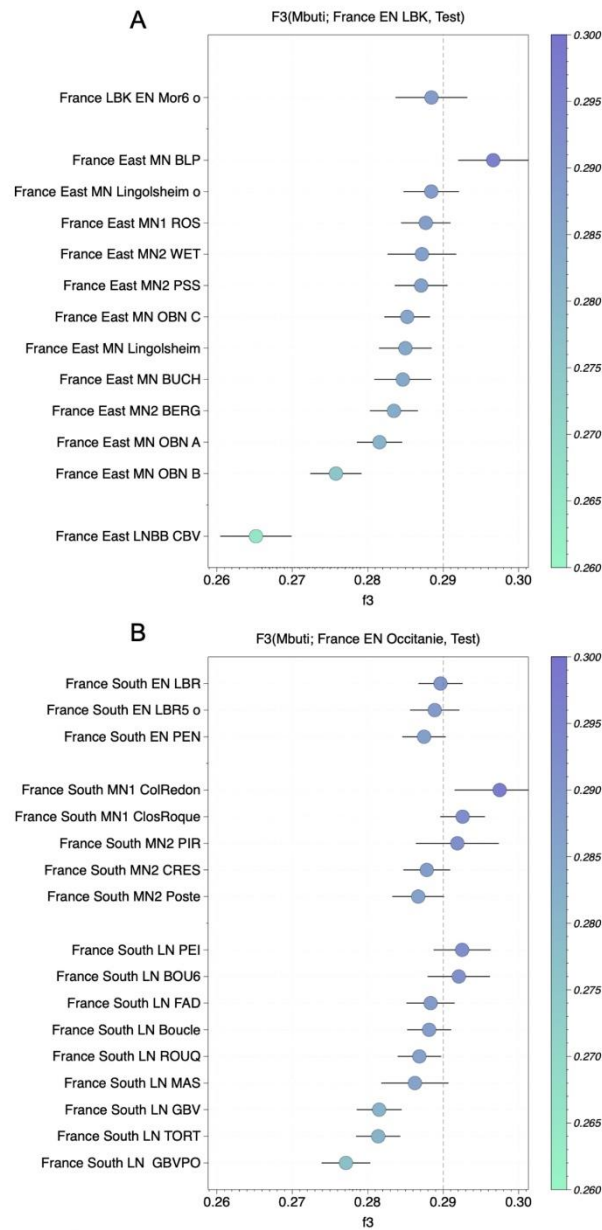 A
F3(Mbuti; France EN LBK, Test)
France LBK EN Mor6 o
France East MN BLP
France East MN Lingolsheim o
France East MN1 ROS
France East MN2 WET
France East MN2 PSS
France East MN OBN C
France East MN Lingolsheim
France East MN BUCH
France East MN2 BERG
France East MN OBN A
France East MN OBN B
France East LNBB CBV
0.26 0.27 0.28 0.29 0.30
f3
0.300
0.295
0.290
0.285
0.280
0.275
0.270
0.265
0.260
B
F3(Mbuti; France EN Occitanie, Test)
France South EN LBR
France South EN LBR5 o
France South EN PEN
France South MN1 ColRedon
France South MN1 ClosRoque
France South MN2 PIR
France South MN2 CRES
France South MN2 Poste
France South LN PEI
France South LN BOU6
France South LN FAD
France South LN Boucle
France South LN ROUQ
France South LN MAS
France South LN GBV
France South LN TORT
France South LN GBVPO
0.26 0.27 0.28 0.29 0.30
f3
0.300
0.295
0.290
0.285
0.280
0.275
0.270
0.265
0.260